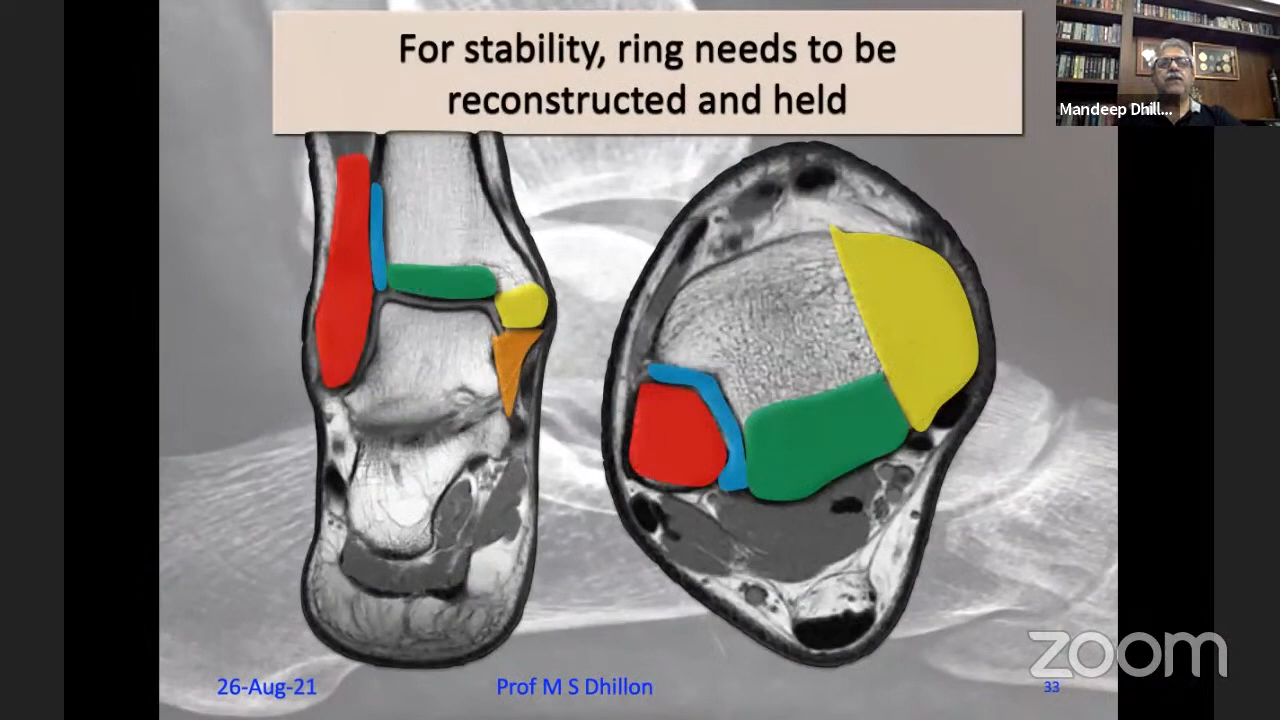 For stability, ring needs to be
reconstructed and held
Mandeep Dhill...
26-Aug-21
Prof M S Dhillon
33
zoom